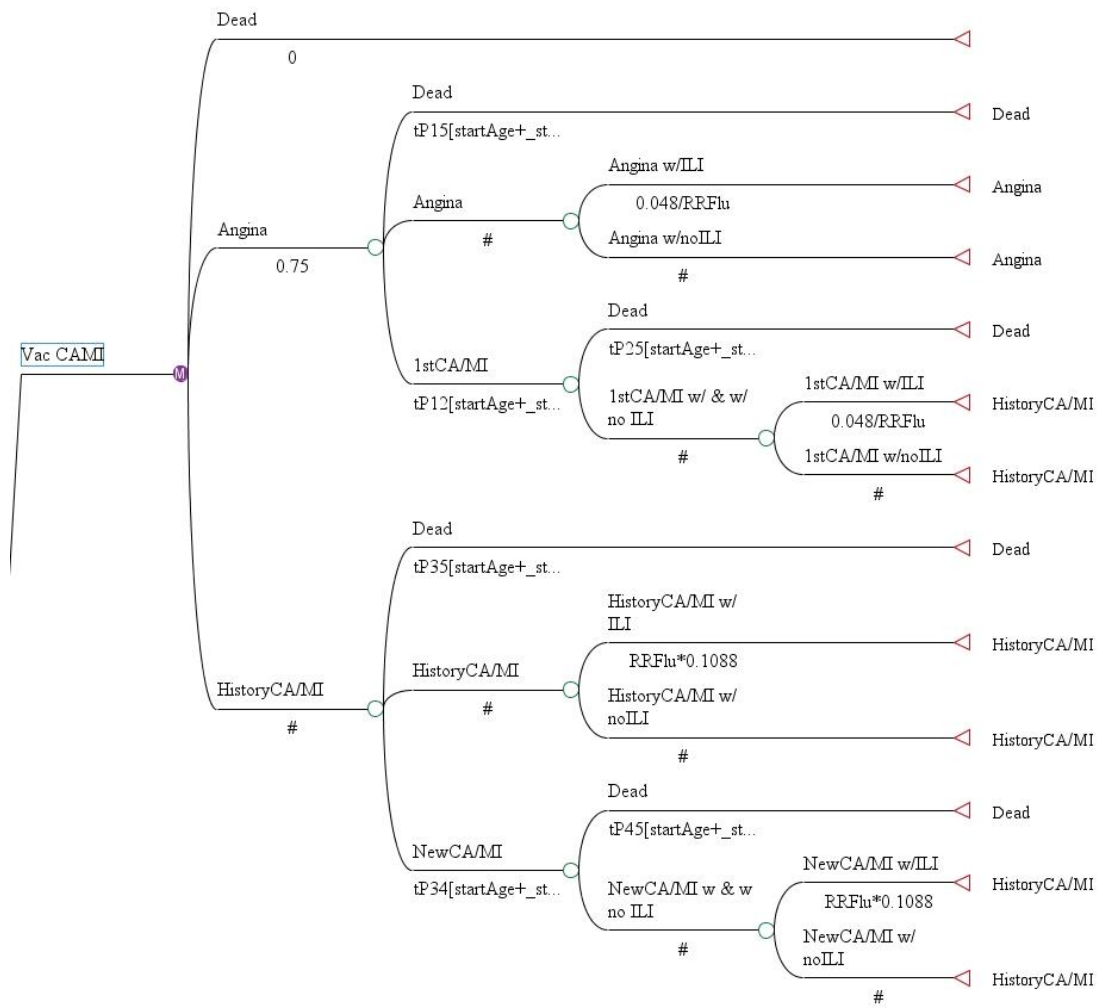 Dead
0
Dead
tP15[startAge+_st...
Dead
Angina w/ILI
0.048/RRFlu
Angina
Angina
#
Angina w/noILI
#
Angina
Angina
0.75
Dead
tP25[startAge+_st...
Dead
1stCA/MI
tP12[startAge+_st...
1stCA/MI w/ & w/
no ILI
#
1stCA/MI w/ILI
0.048/RRFlu
HistoryCA/MI
1stCA/MI w/noILI
#
HistoryCA/MI
Vac CAMI
M
Dead
tP35[startAge+_st...
Dead
HistoryCA/MI w/
ILI
RRFlu*0.1088
HistoryCA/MI
HistoryCA/MI
#
HistoryCA/MI w/
noILI
#
HistoryCA/MI
HistoryCA/MI
#
Dead
tP45[startAge+_st...
Dead
NewCA/MI
tP34[startAge+_st...
NewCA/MI w & w
no ILI
#
NewCA/MI w/ILI
RRFlu*0.1088
HistoryCA/MI
NewCA/MI w/
noILI
#
HistoryCA/MI